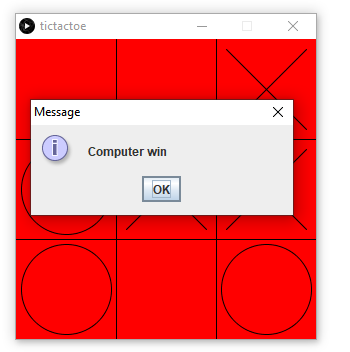 tictactoe
Message
Computer win
OK